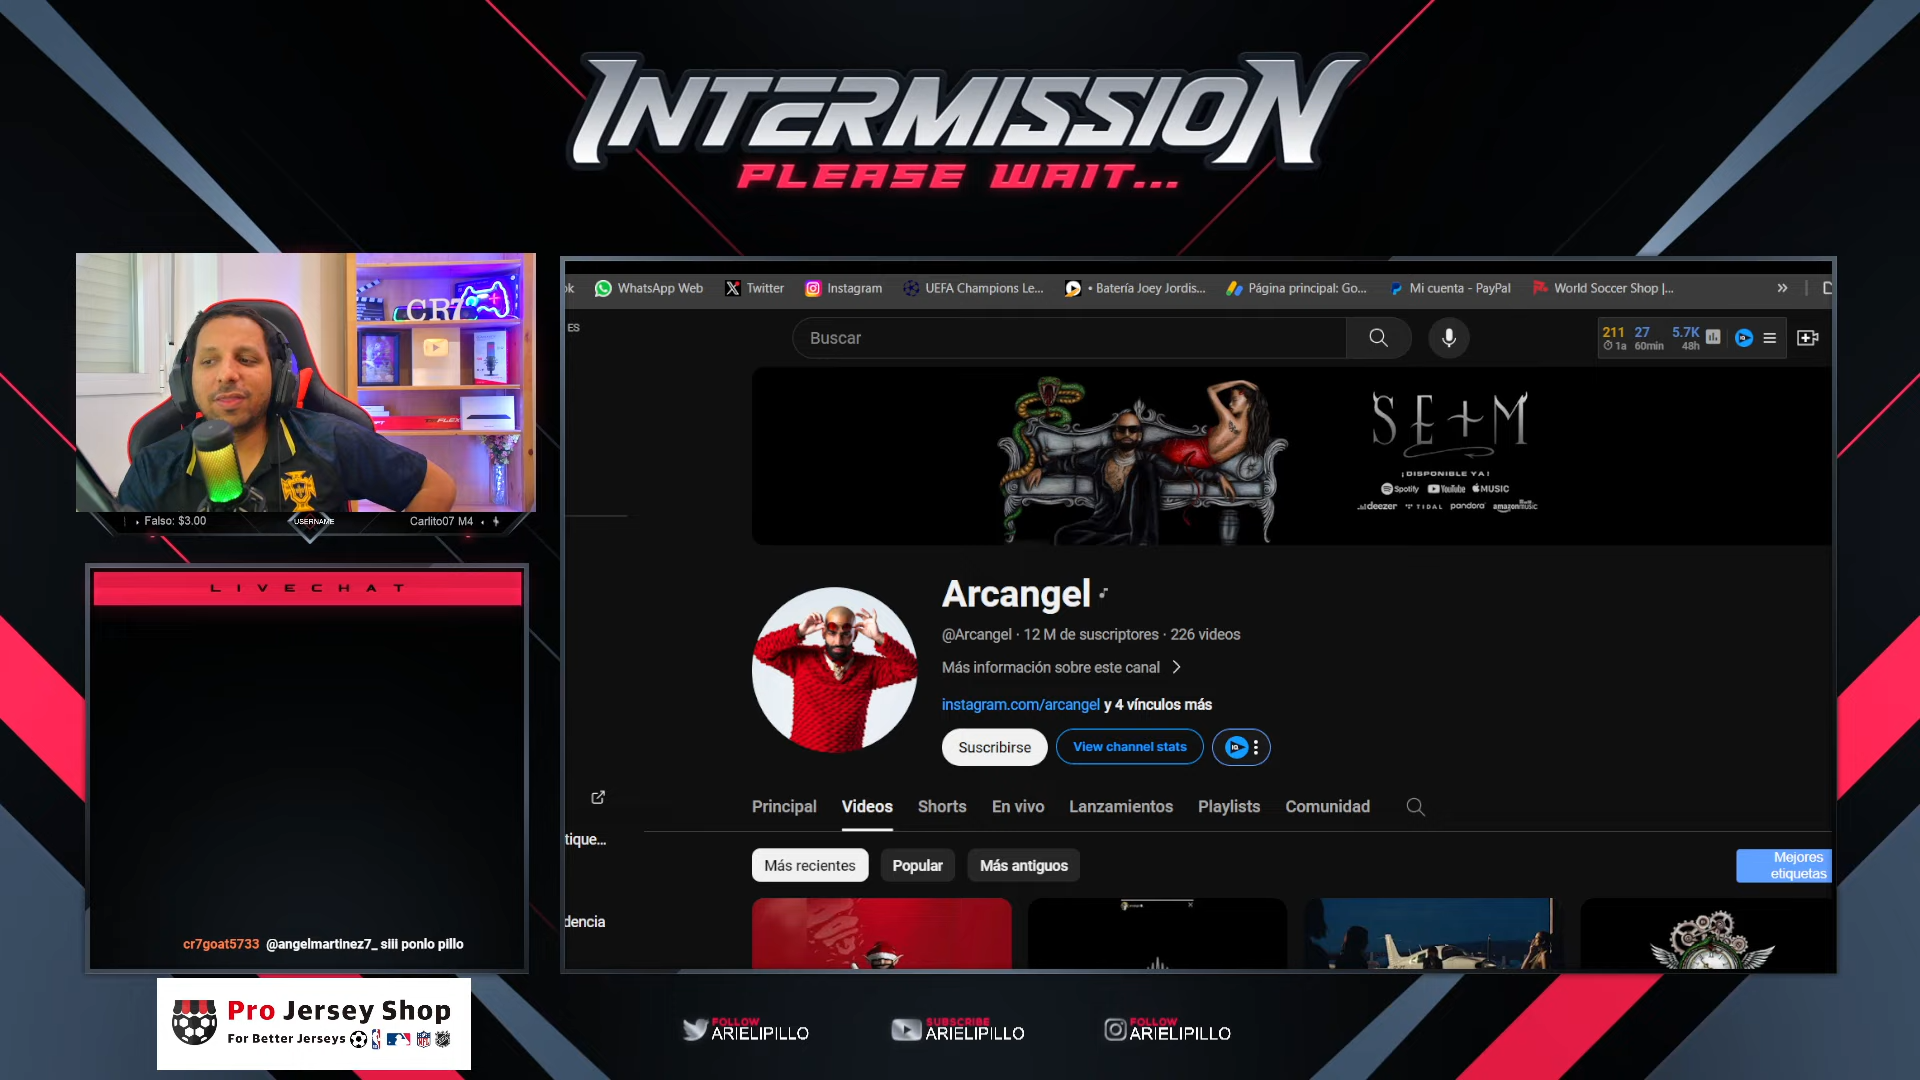 INTERMISSION
PLEASE WAIT...
ok
WhatsApp Web
Twitter
Instagram
UEFA Champions Le...
• Batería Joey Jordis...
Página principal: Go...
Mi cuenta - PayPal
World Soccer Shop |...
ES
Buscar
211 27 5.7K
1a 60min 48h
CR7
SE+M
¡DISPONIBLE YA!
Spotify YouTube MUSIC
deezer TIDAL pandora amazon music
Falso: $3.00
USERNAME
Carlito07 M4
LIVECHAT
Arcangel
@Arcangel · 12 M de suscriptores · 226 videos
Más información sobre este canal
instagram.com/arcangel y 4 vínculos más
Suscribirse
View channel stats
IQ
Principal
Videos
Shorts
En vivo
Lanzamientos
Playlists
Comunidad
tique...
Más recientes
Popular
Más antiguos
Mejores
etiquetas
dencia
cr7goat5733 @angelmartinez7_ siii ponlo pillo
Pro Jersey Shop
For Better Jerseys
FOLLOW
ARIELIPILLO
SUBSCRIBE
ARIELIPILLO
FOLLOW
ARIELIPILLO